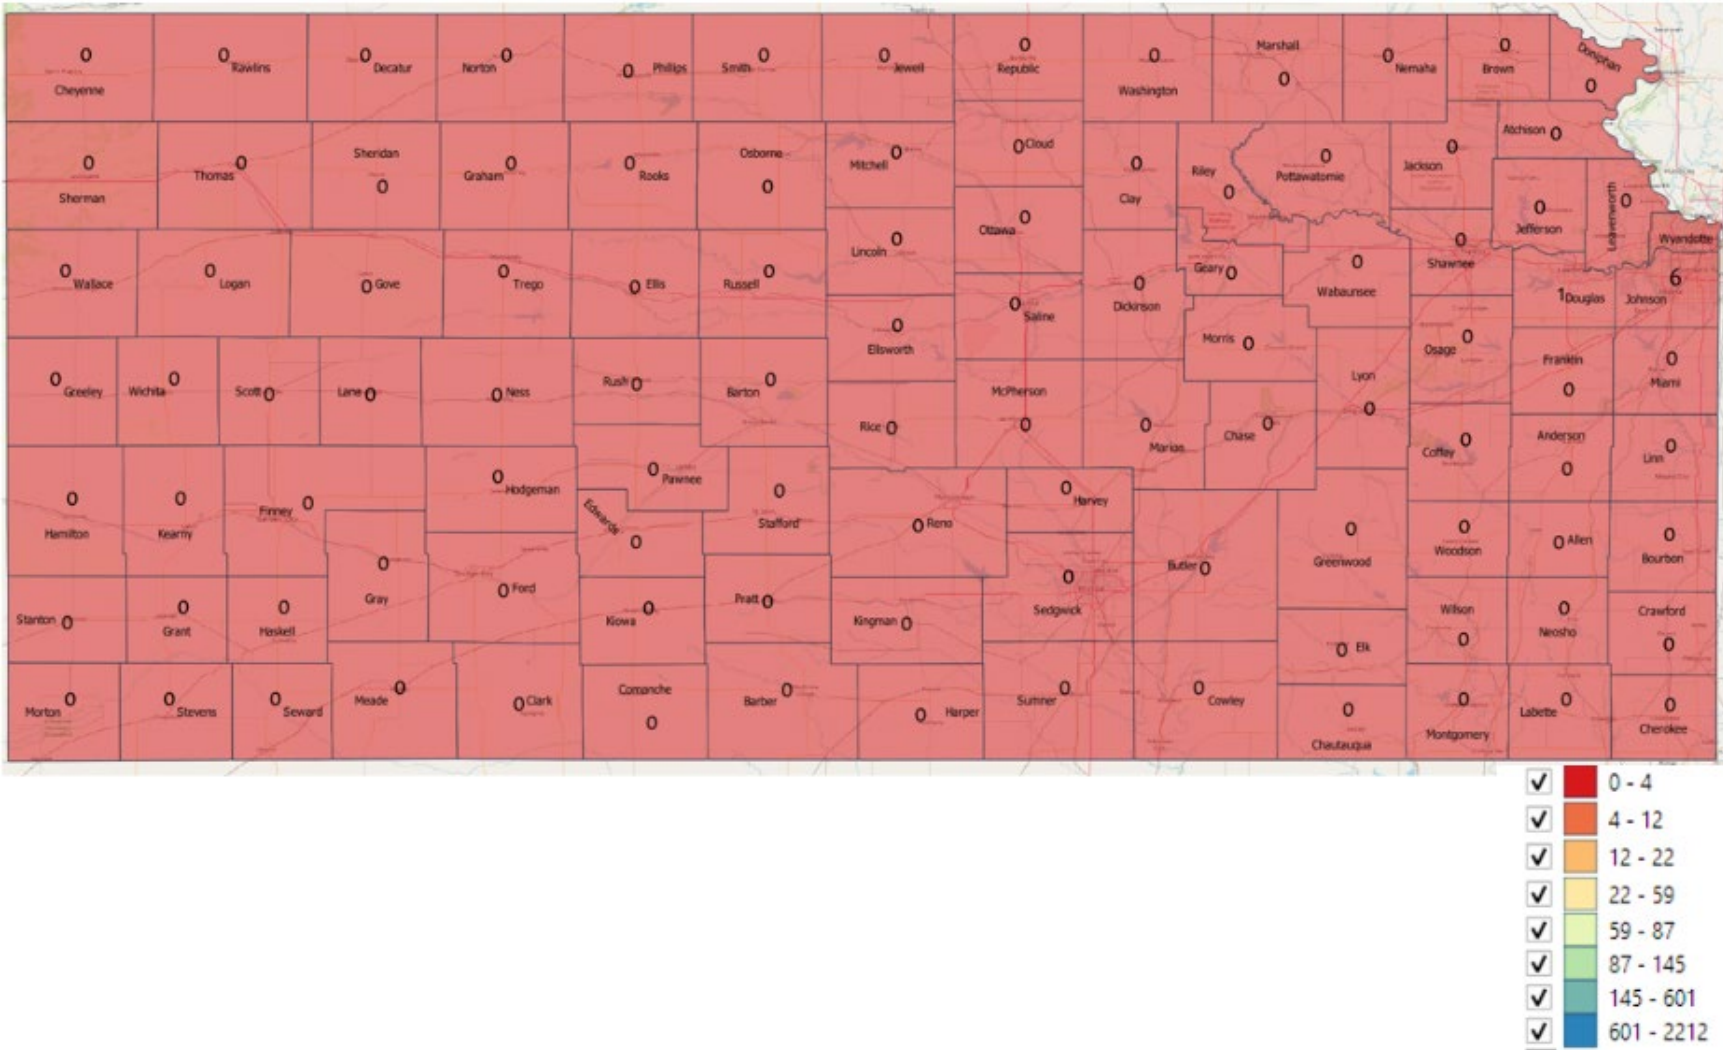 0
Cheyenne
0
Rawlins
0
Decatur
Norton 0
0 Phillips
Smith 0
0
Jewell
0
Republic
0
Washington
Marshall
0
0
Nemaha
0
Brown
Doniphan
0
0
Sherman
Thomas 0
Sheridan
0
Graham 0
0
Rooks
Osborne
0
Mitchell 0
0 Cloud
0
Clay
Riley
0
0
Pottawatomie
0
Jackson
Atchison 0
0
Jefferson
Leavenworth
0
Wyandotte
0
Wallace
0
Logan
0 Gove
0
Trego
0 Ellis
Russell 0
Lincoln 0
Ottawa 0
0
Saline
0
Dickinson
Geary 0
0
Wabaunsee
0
Shawnee
1 Douglas
6
Johnson
0
Ellsworth
Morris 0
Osage 0
Franklin
0
0
Miami
0 Greeley
Wichita 0
Scott 0
Lane 0
0 Ness
Rush 0
Barton 0
Rice 0
McPherson
0
0
Marion
Chase 0
Lyon
0
Coffey 0
Anderson
0
Linn 0
0
Hamilton
0
Kearny
Finney 0
0
Hodgeman
0
Pawnee
Edwards
0
0
Stafford
0 Reno
0
Harvey
Butler 0
0
Greenwood
0
Woodson
0 Allen
0
Bourbon
Stanton 0
0
Grant
0
Haskell
0
Gray
0 Ford
Kiowa 0
Pratt 0
Kingman 0
0
Sedgwick
0 Elk
Wilson
0
0
Neosho
Crawford
0
Morton 0
0
Stevens
0
Seward
Meade 0
0 Clark
Comanche
0
Barber 0
0 Harper
Sumner 0
0
Cowley
0
Chautauqua
0
Montgomery
Labette 0
0
Cherokee
0 - 4
4 - 12
12 - 22
22 - 59
59 - 87
87 - 145
145 - 601
601 - 2212